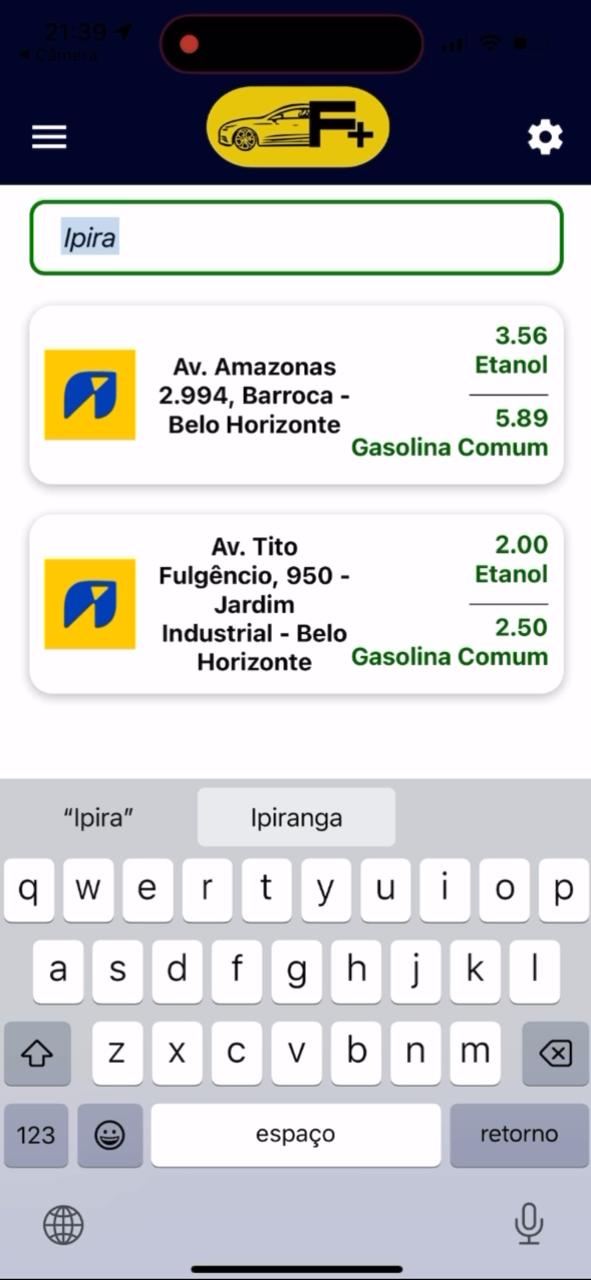 21:39
◀ Câmera
F+
Ipira
Av. Amazonas
2.994, Barroca -
Belo Horizonte
3.56
Etanol
5.89
Gasolina Comum
Av. Tito
Fulgêncio, 950 -
Jardim
Industrial - Belo
Horizonte
2.00
Etanol
2.50
Gasolina Comum
“Ipira”
Ipiranga
q w e r t y u i o p
a s d f g h j k l
z x c v b n m
123
espaço
retorno